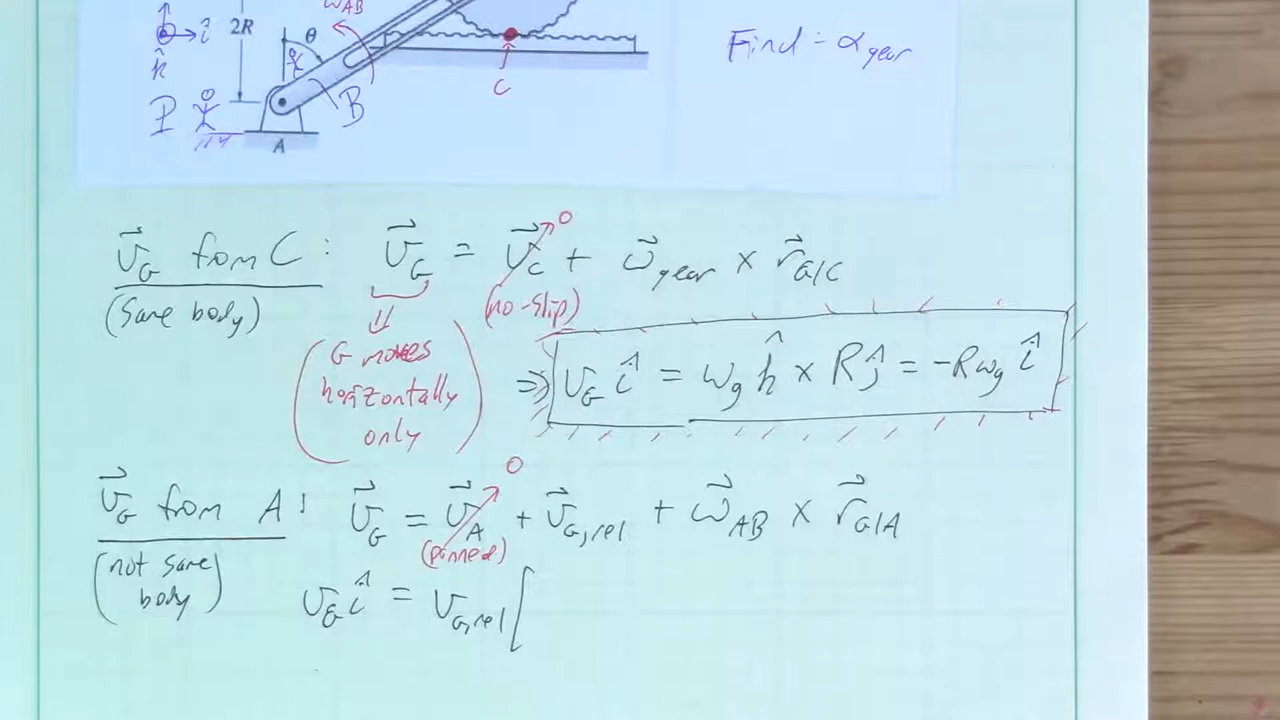 ω_AB
î
2R
θ
k̂
Find = α_gear
C
B
A
v⃗_G from C : v⃗_G = v⃗_C + ω⃗_gear × r⃗_G/C
0
(Same body)
(no-slip)
⇓
(G moves
horizontally
only)
⇒ v_G î = ω_g k̂ × R ĵ = -Rω_g î
v⃗_G from A : v⃗_G = v⃗_A + v⃗_G,rel + ω⃗_AB × r⃗_G/A
0
(pinned)
(not same
body)
v_G î = v_G,rel [